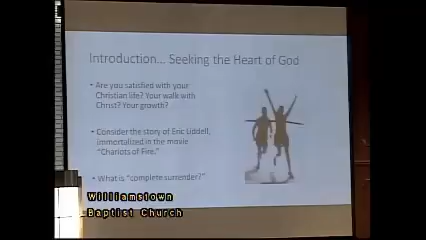 Introduction... Seeking the Heart of God
• Are you satisfied with your
Christian life? Your walk with
Christ? Your growth?
• Consider the story of Eric Liddell,
immortalized in the movie
"Chariots of Fire."
• What is "complete surrender?"
Williamstown
Baptist Church